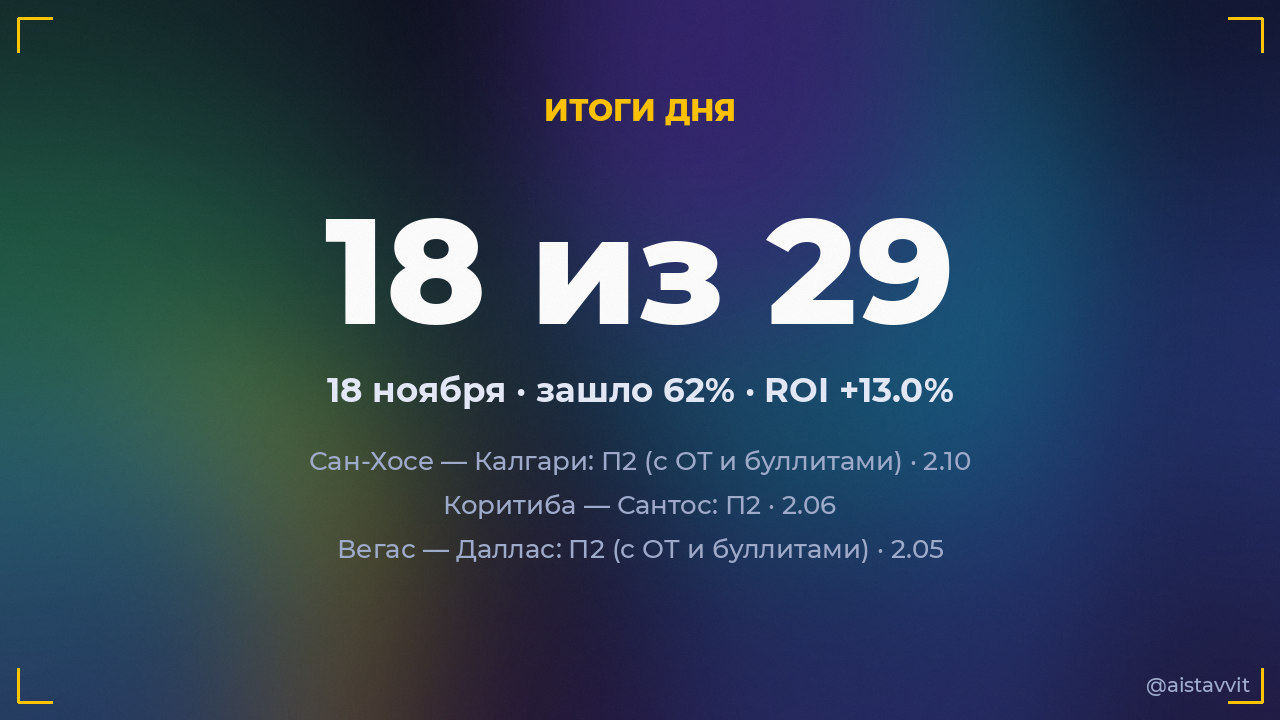 ИТОГИ ДНЯ
18 из 29
18 ноября · зашло 62% · ROI +13.0%
Сан-Хосе — Калгари: П2 (с ОТ и буллитами) · 2.10
Коритиба — Сантос: П2 · 2.06
Вегас — Даллас: П2 (с ОТ и буллитами) · 2.05
@aistavvit